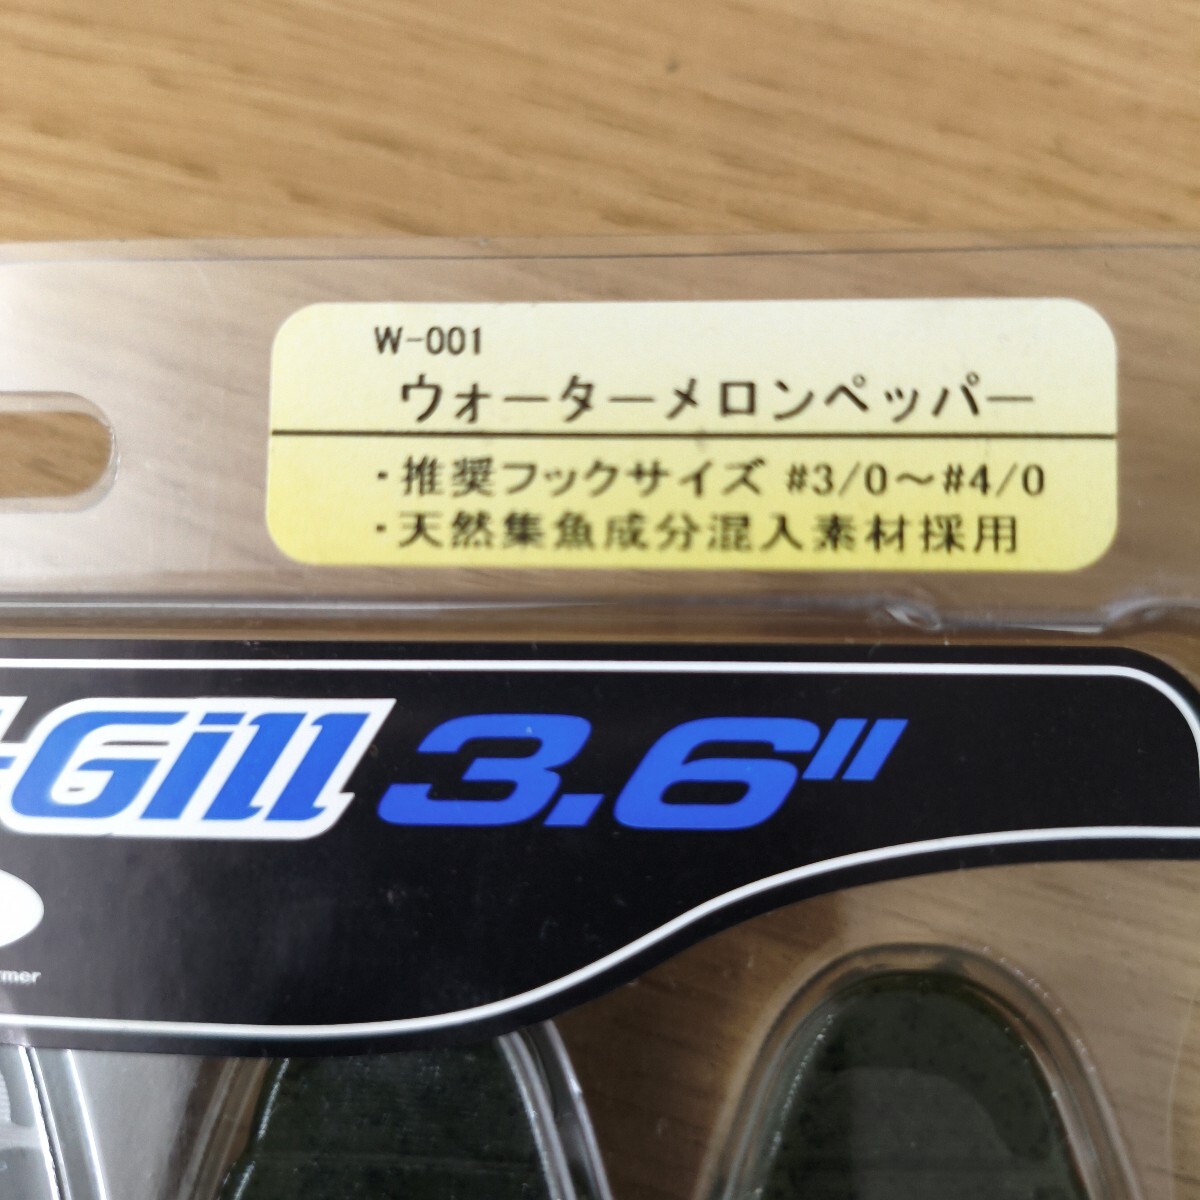 W-001
ウォーターメロンペッパー
・推奨フックサイズ #3/0～#4/0
・天然集魚成分混入素材採用
-Gill 3.6"
rmer